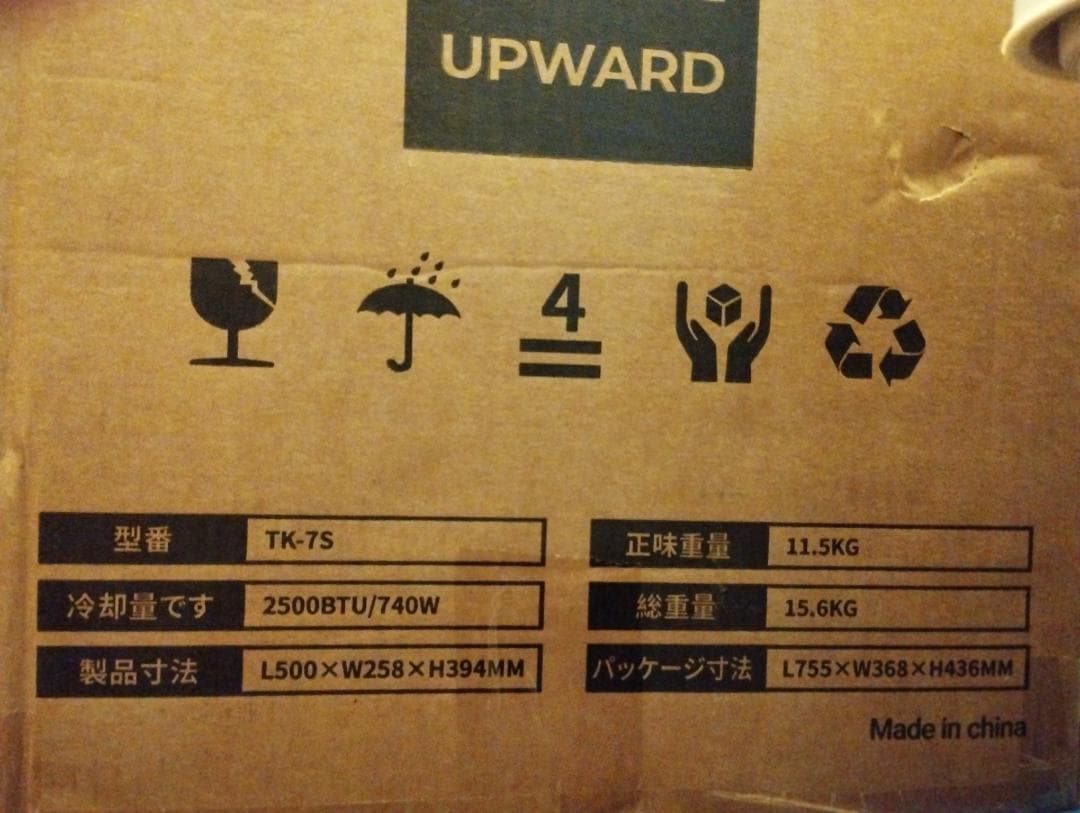 UPWARD
4
型番 TK-7S
冷却量です 2500BTU/740W
製品寸法 L500×W258×H394MM
正味重量 11.5KG
総重量 15.6KG
パッケージ寸法 L755×W368×H436MM
Made in china